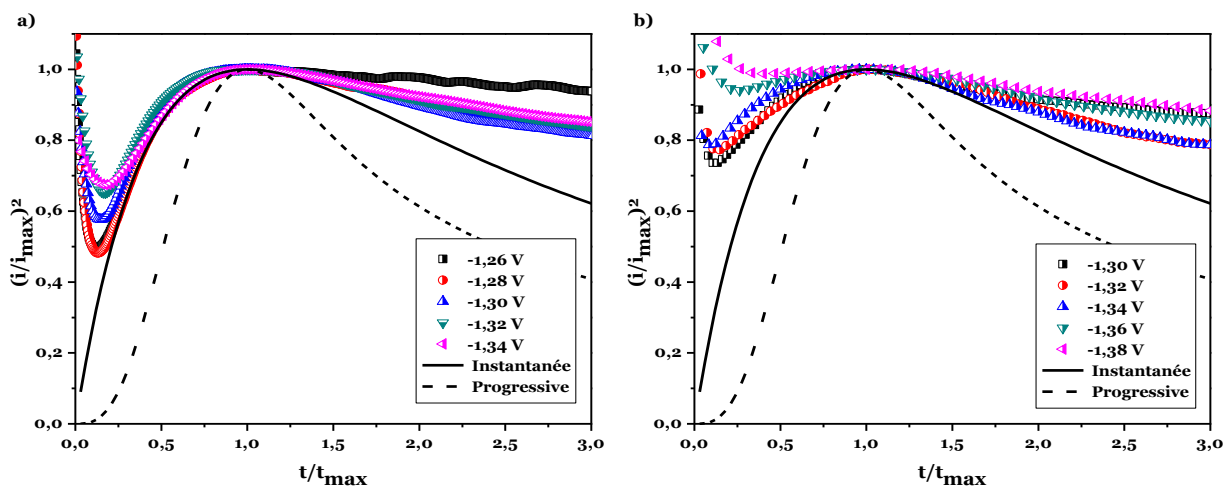 a)
(i/i_max)²
1,0
0,8
0,6
0,4
0,2
0,0
0,0 0,5 1,0 1,5 2,0 2,5 3,0
t/t_max
-1,26 V
-1,28 V
-1,30 V
-1,32 V
-1,34 V
Instantanée
Progressive
b)
(i/i_max)²
1,0
0,8
0,6
0,4
0,2
0,0
0,0 0,5 1,0 1,5 2,0 2,5 3,0
t/t_max
-1,30 V
-1,32 V
-1,34 V
-1,36 V
-1,38 V
Instantanée
Progressive